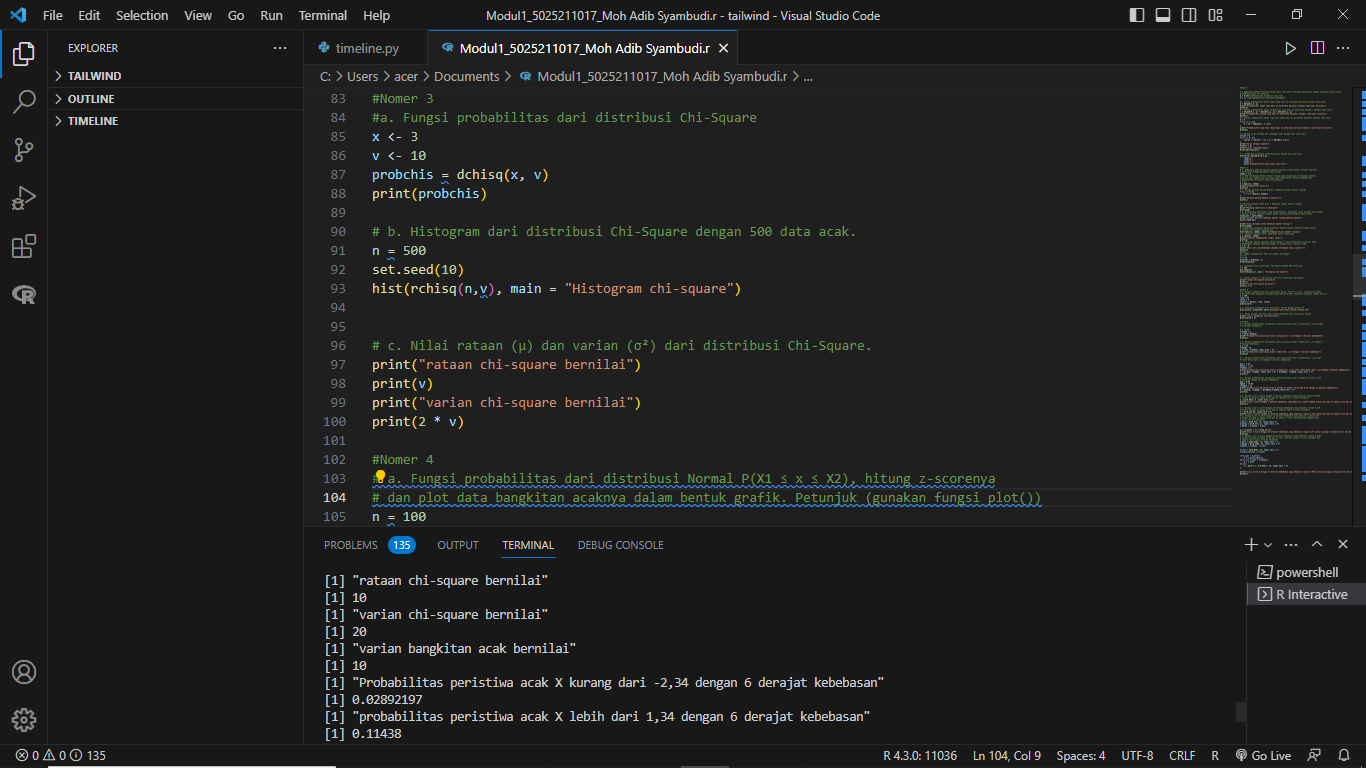 File Edit Selection View Go Run Terminal Help
Modul1_5025211017_Moh Adib Syambudi.r - tailwind - Visual Studio Code
EXPLORER
TAILWIND
OUTLINE
TIMELINE
timeline.py
Modul1_5025211017_Moh Adib Syambudi.r
C: > Users > acer > Documents > Modul1_5025211017_Moh Adib Syambudi.r > ...
83 #Nomer 3
84 #a. Fungsi probabilitas dari distribusi Chi-Square
85 x <- 3
86 v <- 10
87 probchis = dchisq(x, v)
88 print(probchis)
89
90 # b. Histogram dari distribusi Chi-Square dengan 500 data acak.
91 n = 500
92 set.seed(10)
93 hist(rchisq(n,v), main = "Histogram chi-square")
94
95
96 # c. Nilai rataan (μ) dan varian (σ²) dari distribusi Chi-Square.
97 print("rataan chi-square bernilai")
98 print(v)
99 print("varian chi-square bernilai")
100 print(2 * v)
101
102 #Nomer 4
103 # a. Fungsi probabilitas dari distribusi Normal P(X1 ≤ x ≤ X2), hitung z-scorenya
104 # dan plot data bangkitan acaknya dalam bentuk grafik. Petunjuk (gunakan fungsi plot())
105 n = 100
PROBLEMS 135 OUTPUT TERMINAL DEBUG CONSOLE
[1] "rataan chi-square bernilai"
[1] 10
[1] "varian chi-square bernilai"
[1] 20
[1] "varian bangkitan acak bernilai"
[1] 10
[1] "Probabilitas peristiwa acak X kurang dari -2,34 dengan 6 derajat kebebasan"
[1] 0.02892197
[1] "probabilitas peristiwa acak X lebih dari 1,34 dengan 6 derajat kebebasan"
[1] 0.11438
powershell
R Interactive
0 0 135
R 4.3.0: 11036 Ln 104, Col 9 Spaces: 4 UTF-8 CRLF R Go Live